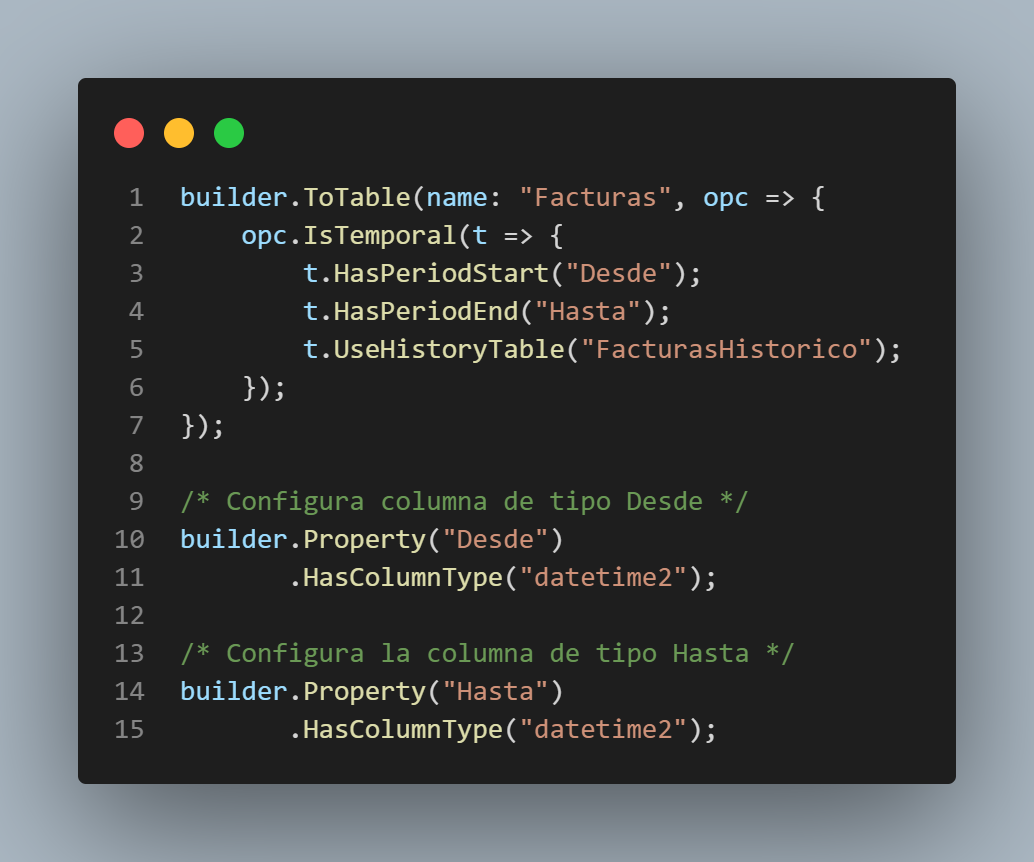 1 builder.ToTable(name: "Facturas", opc => {
2     opc.IsTemporal(t => {
3         t.HasPeriodStart("Desde");
4         t.HasPeriodEnd("Hasta");
5         t.UseHistoryTable("FacturasHistorico");
6     });
7 });
8
9 /* Configura columna de tipo Desde */
10 builder.Property("Desde")
11        .HasColumnType("datetime2");
12
13 /* Configura la columna de tipo Hasta */
14 builder.Property("Hasta")
15        .HasColumnType("datetime2");